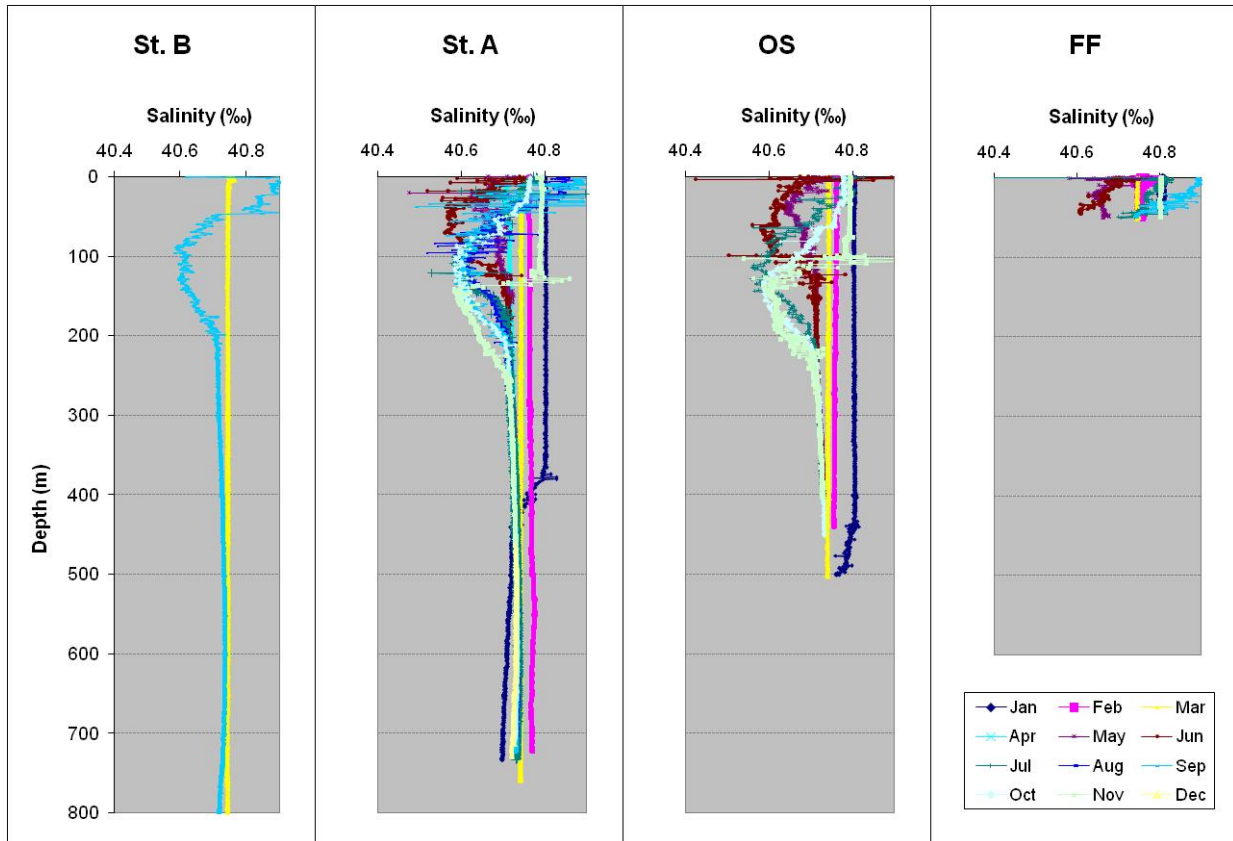 St. B
St. A
OS
FF
Salinity (‰)
Salinity (‰)
Salinity (‰)
Salinity (‰)
40.4 40.6 40.8
40.4 40.6 40.8
40.4 40.6 40.8
40.4 40.6 40.8
0
100
200
300
400
500
600
700
800
Depth (m)
Jan Feb Mar
Apr May Jun
Jul Aug Sep
Oct Nov Dec